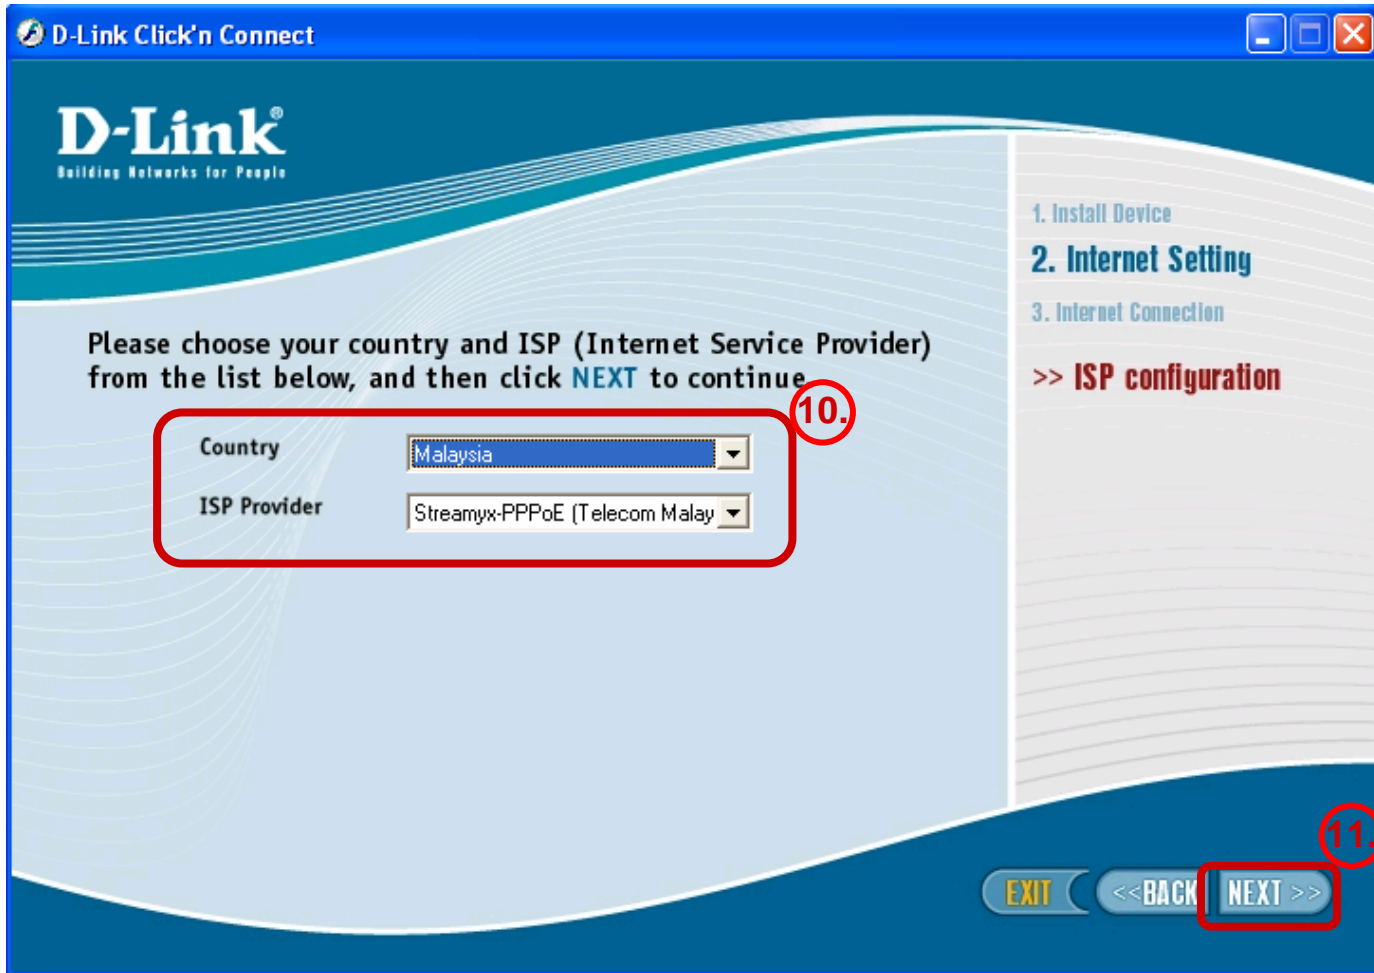 D-Link Click'n Connect
D-Link®
Building Networks for People
1. Install Device
2. Internet Setting
3. Internet Connection
>> ISP configuration
Please choose your country and ISP (Internet Service Provider)
from the list below, and then click NEXT to continue
10.
Country
Malaysia
ISP Provider
Streamyx-PPPoE (Telecom Malay
11.
EXIT
<<BACK
NEXT >>